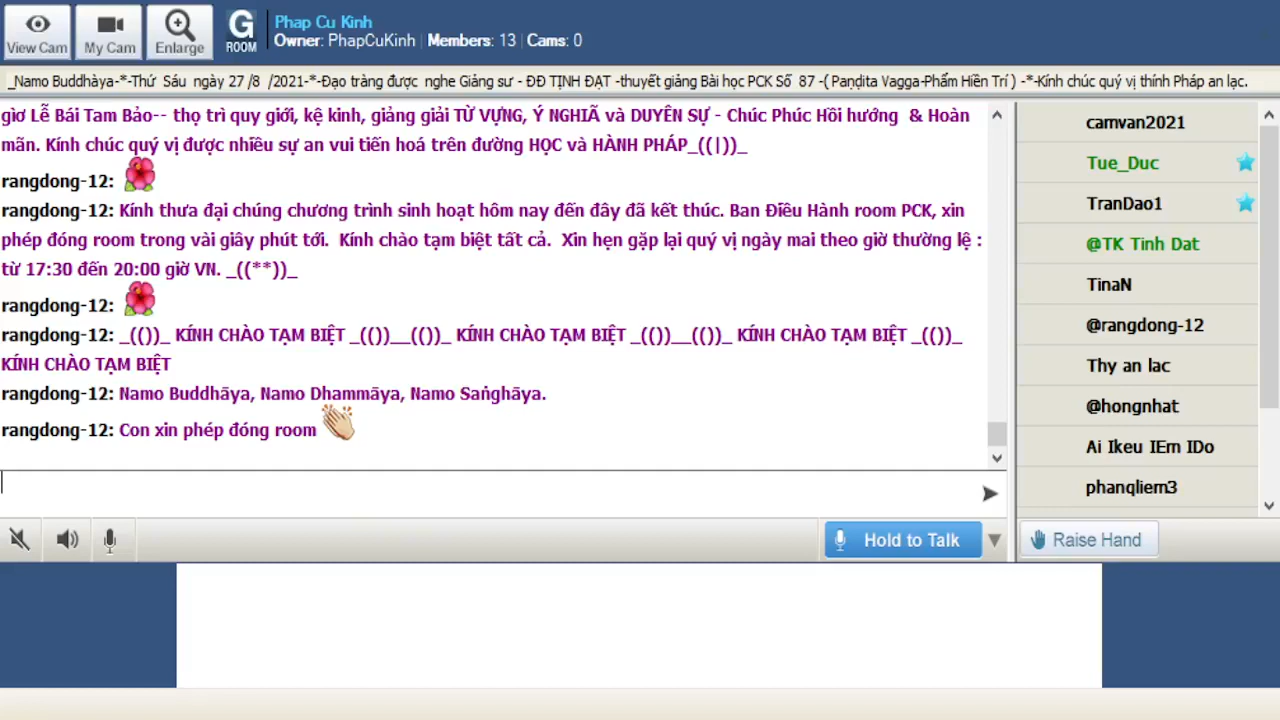 View Cam
My Cam
Enlarge
G
ROOM
Phap Cu Kinh
Owner: PhapCuKinh | Members: 13 | Cams: 0
_Namo Buddhàya-*-Thứ Sáu ngày 27 /8 /2021-*-Đạo tràng được nghe Giảng sư - ĐĐ TỊNH ĐẠT -thuyết giảng Bài học PCK Số 87 -( Paṇḍita Vagga-Phẩm Hiền Trí ) -*-Kính chúc quý vị thính Pháp an lạc.
giơ Lễ Bái Tam Bảo-- thọ trì quy giới, kệ kinh, giảng giải TỪ VỰNG, Ý NGHIÃ và DUYÊN SỰ - Chúc Phúc Hồi hướng & Hoàn
mãn. Kính chúc quý vị được nhiều sự an vui tiến hoá trên đường HỌC và HÀNH PHÁP_((|))_
rangdong-12:
rangdong-12: Kính thưa đại chúng chương trình sinh hoạt hôm nay đến đây đã kết thúc. Ban Điều Hành room PCK, xin
phép đóng room trong vài giây phút tới. Kính chào tạm biệt tất cả. Xin hẹn gặp lại quý vị ngày mai theo giờ thường lệ :
từ 17:30 đến 20:00 giờ VN. _((**))_
rangdong-12:
rangdong-12: _(())_ KÍNH CHÀO TẠM BIỆT _(())__(())_ KÍNH CHÀO TẠM BIỆT _(())__(())_ KÍNH CHÀO TẠM BIỆT _(())_
KÍNH CHÀO TẠM BIỆT
rangdong-12: Namo Buddhāya, Namo Dhammāya, Namo Saṅghāya.
rangdong-12: Con xin phép đóng room
camvan2021
Tue_Duc
TranDao1
@TK Tinh Dat
TinaN
@rangdong-12
Thy an lac
@hongnhat
Ai Ikeu IEm IDo
phanqliem3
Hold to Talk
Raise Hand